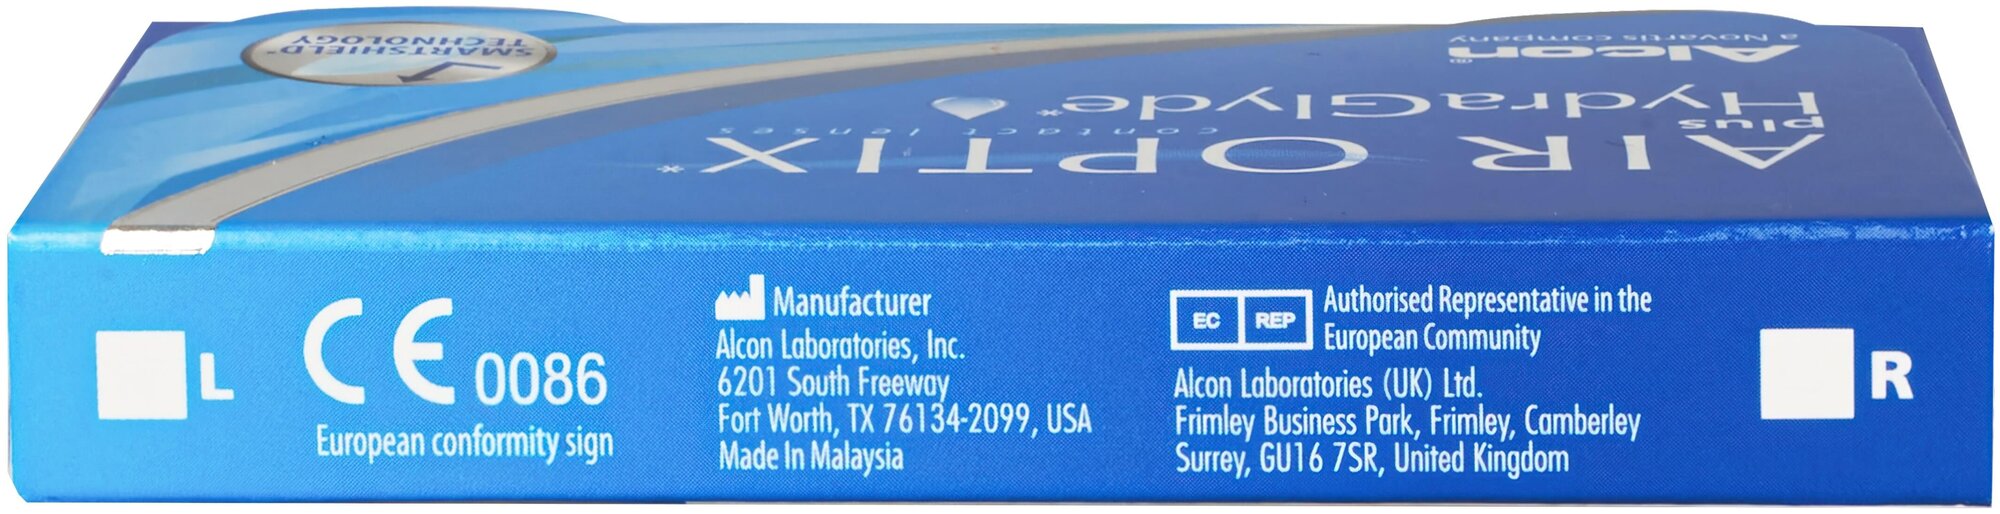 SMARTSHIELD*
TECHNOLOGY
Alcon®
a Novartis company
AIR OPTIX*
contact lenses
plus
HydraGlyde*
L
CE 0086
European conformity sign
Manufacturer
Alcon Laboratories, Inc.
6201 South Freeway
Fort Worth, TX 76134-2099, USA
Made In Malaysia
EC REP
Authorised Representative in the
European Community
Alcon Laboratories (UK) Ltd.
Frimley Business Park, Frimley, Camberley
Surrey, GU16 7SR, United Kingdom
R